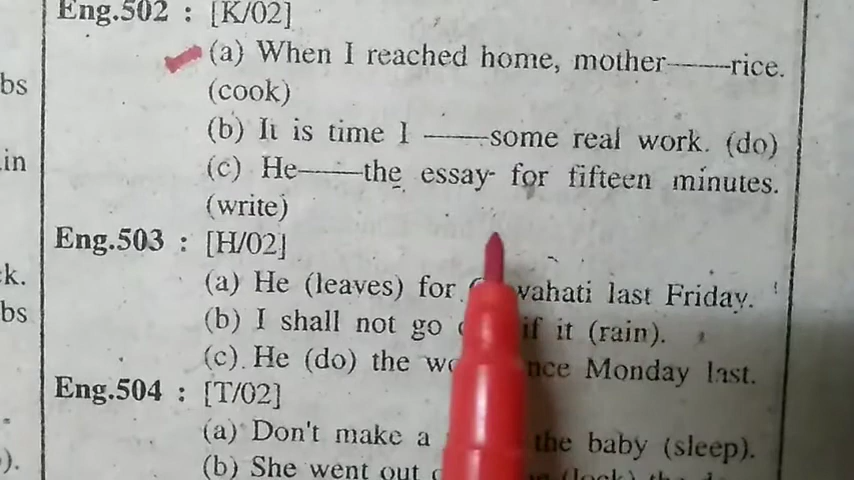 Eng.502 : [K/02]
(a) When I reached home, mother——rice.
bs
(cook)
(b) It is time I ——some real work. (do)
in
(c) He——the essay- for fifteen minutes.
(write)
Eng.503 : [H/02]
k.
(a) He (leaves) for vahati last Friday.
bs
(b) I shall not go if it (rain).
(c). He (do) the nce Monday last.
Eng.504 : [T/02]
(a) Don't make a the baby (sleep).
).
(b) She went out